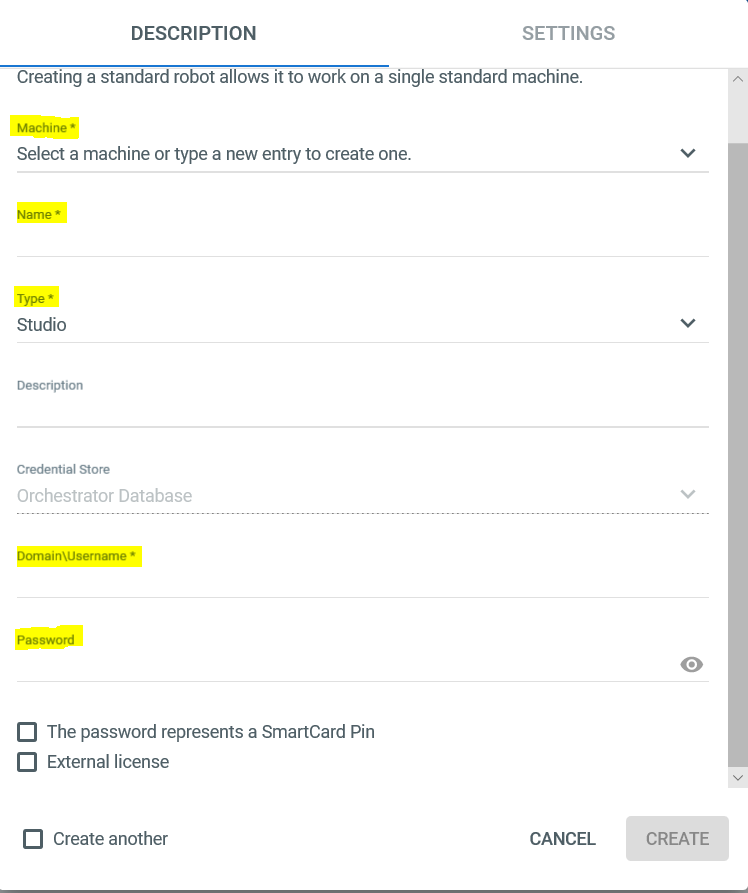 DESCRIPTION
SETTINGS
Creating a standard robot allows it to work on a single standard machine.
Machine *
Select a machine or type a new entry to create one.
Name *
Type *
Studio
Description
Credential Store
Orchestrator Database
Domain\Username *
Password
The password represents a SmartCard Pin
External license
Create another
CANCEL
CREATE